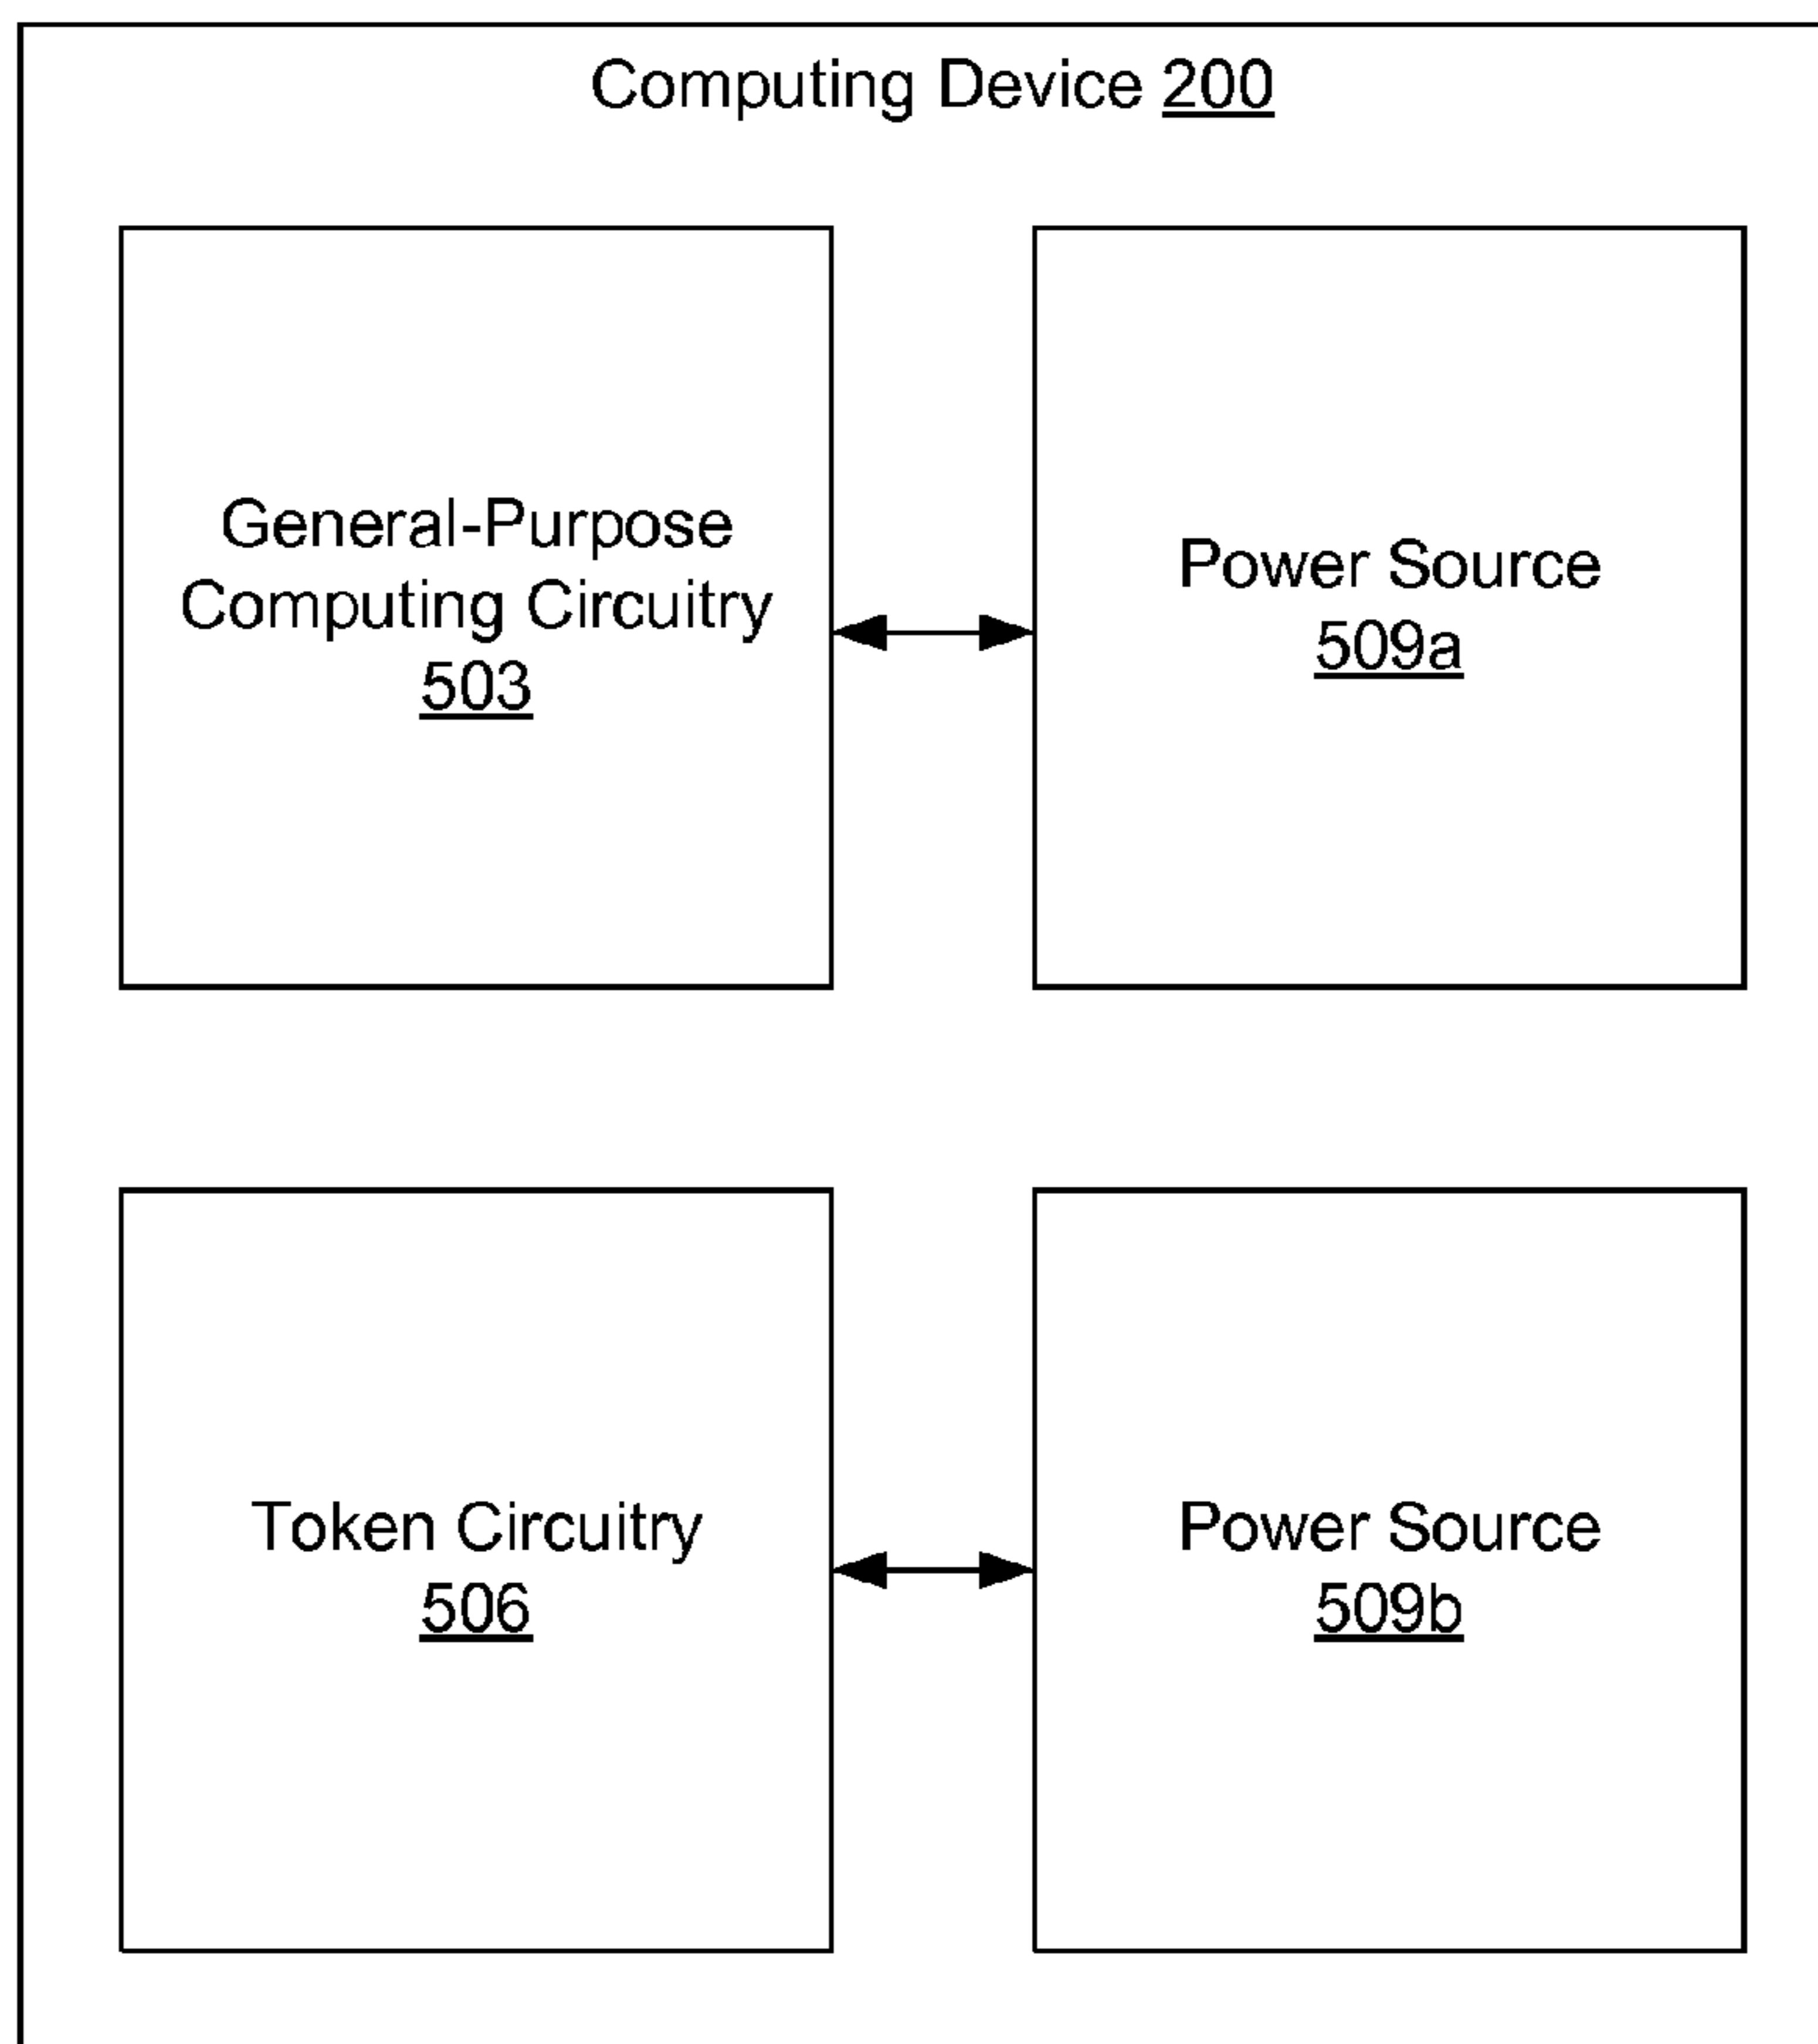 Computing Device 200
General-Purpose
Computing Circuitry
503
Power Source
509a
Token Circuitry
506
Power Source
509b